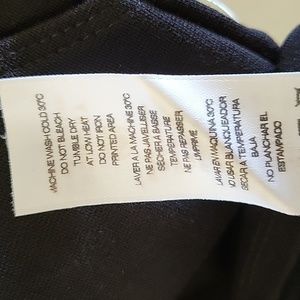 MACHINE WASH COLD 30°C
DO NOT BLEACH
TUMBLE DRY
AT LOW HEAT
DO NOT IRON
PRINTED AREA
LAVER A LA MACHINE 30°C
NE PAS JAVELLISER
SÉCHER A BASSE
TEMPERATURE
NE PAS REPASSER
L'IMPRIMÉ
LAVAR EN MAQUINA 30°C
NO USAR BLANQUEADOR
SECAR A TEMPERATURA
BAJA
NO PLANCHAR EL
ESTAMPADO